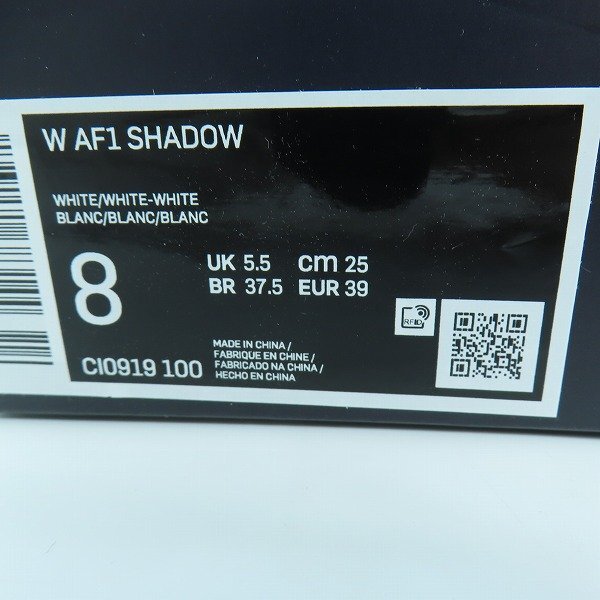 W AF1 SHADOW
WHITE/WHITE-WHITE
BLANC/BLANC/BLANC
8
UK 5.5 cm 25
BR 37.5 EUR 39
RFID
CI0919 100
MADE IN CHINA /
FABRIQUE EN CHINE /
FABRICADO NA CHINA /
HECHO EN CHINA